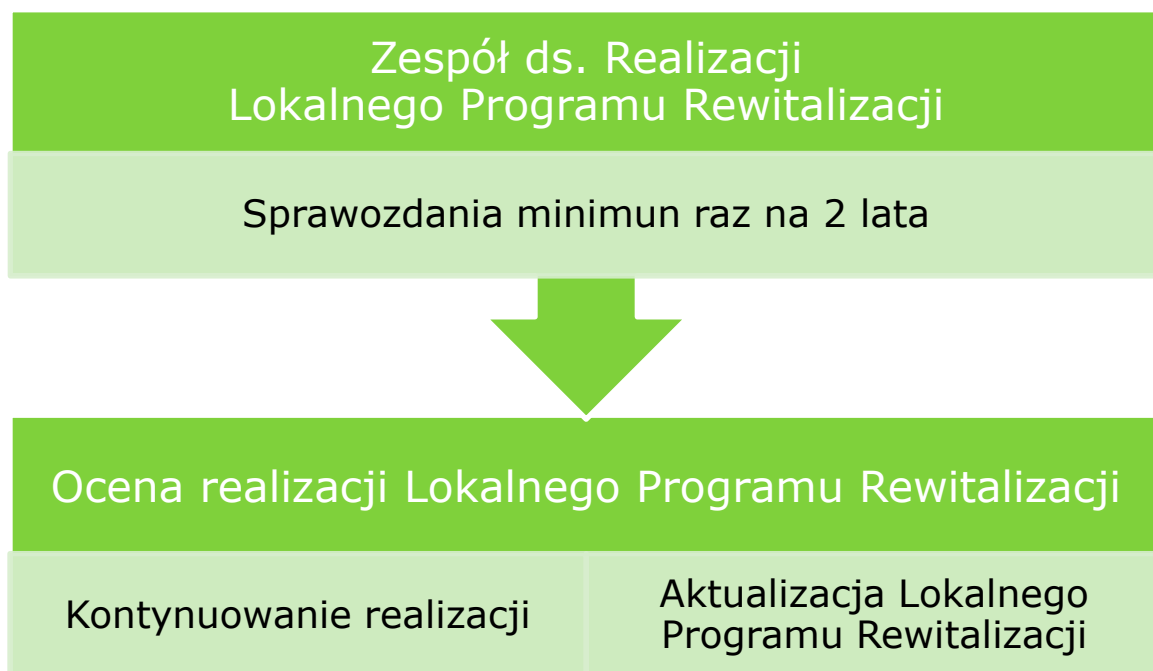 Zespół ds. Realizacji
Lokalnego Programu Rewitalizacji
Sprawozdania minimun raz na 2 lata
Ocena realizacji Lokalnego Programu Rewitalizacji
Kontynuowanie realizacji
Aktualizacja Lokalnego
Programu Rewitalizacji